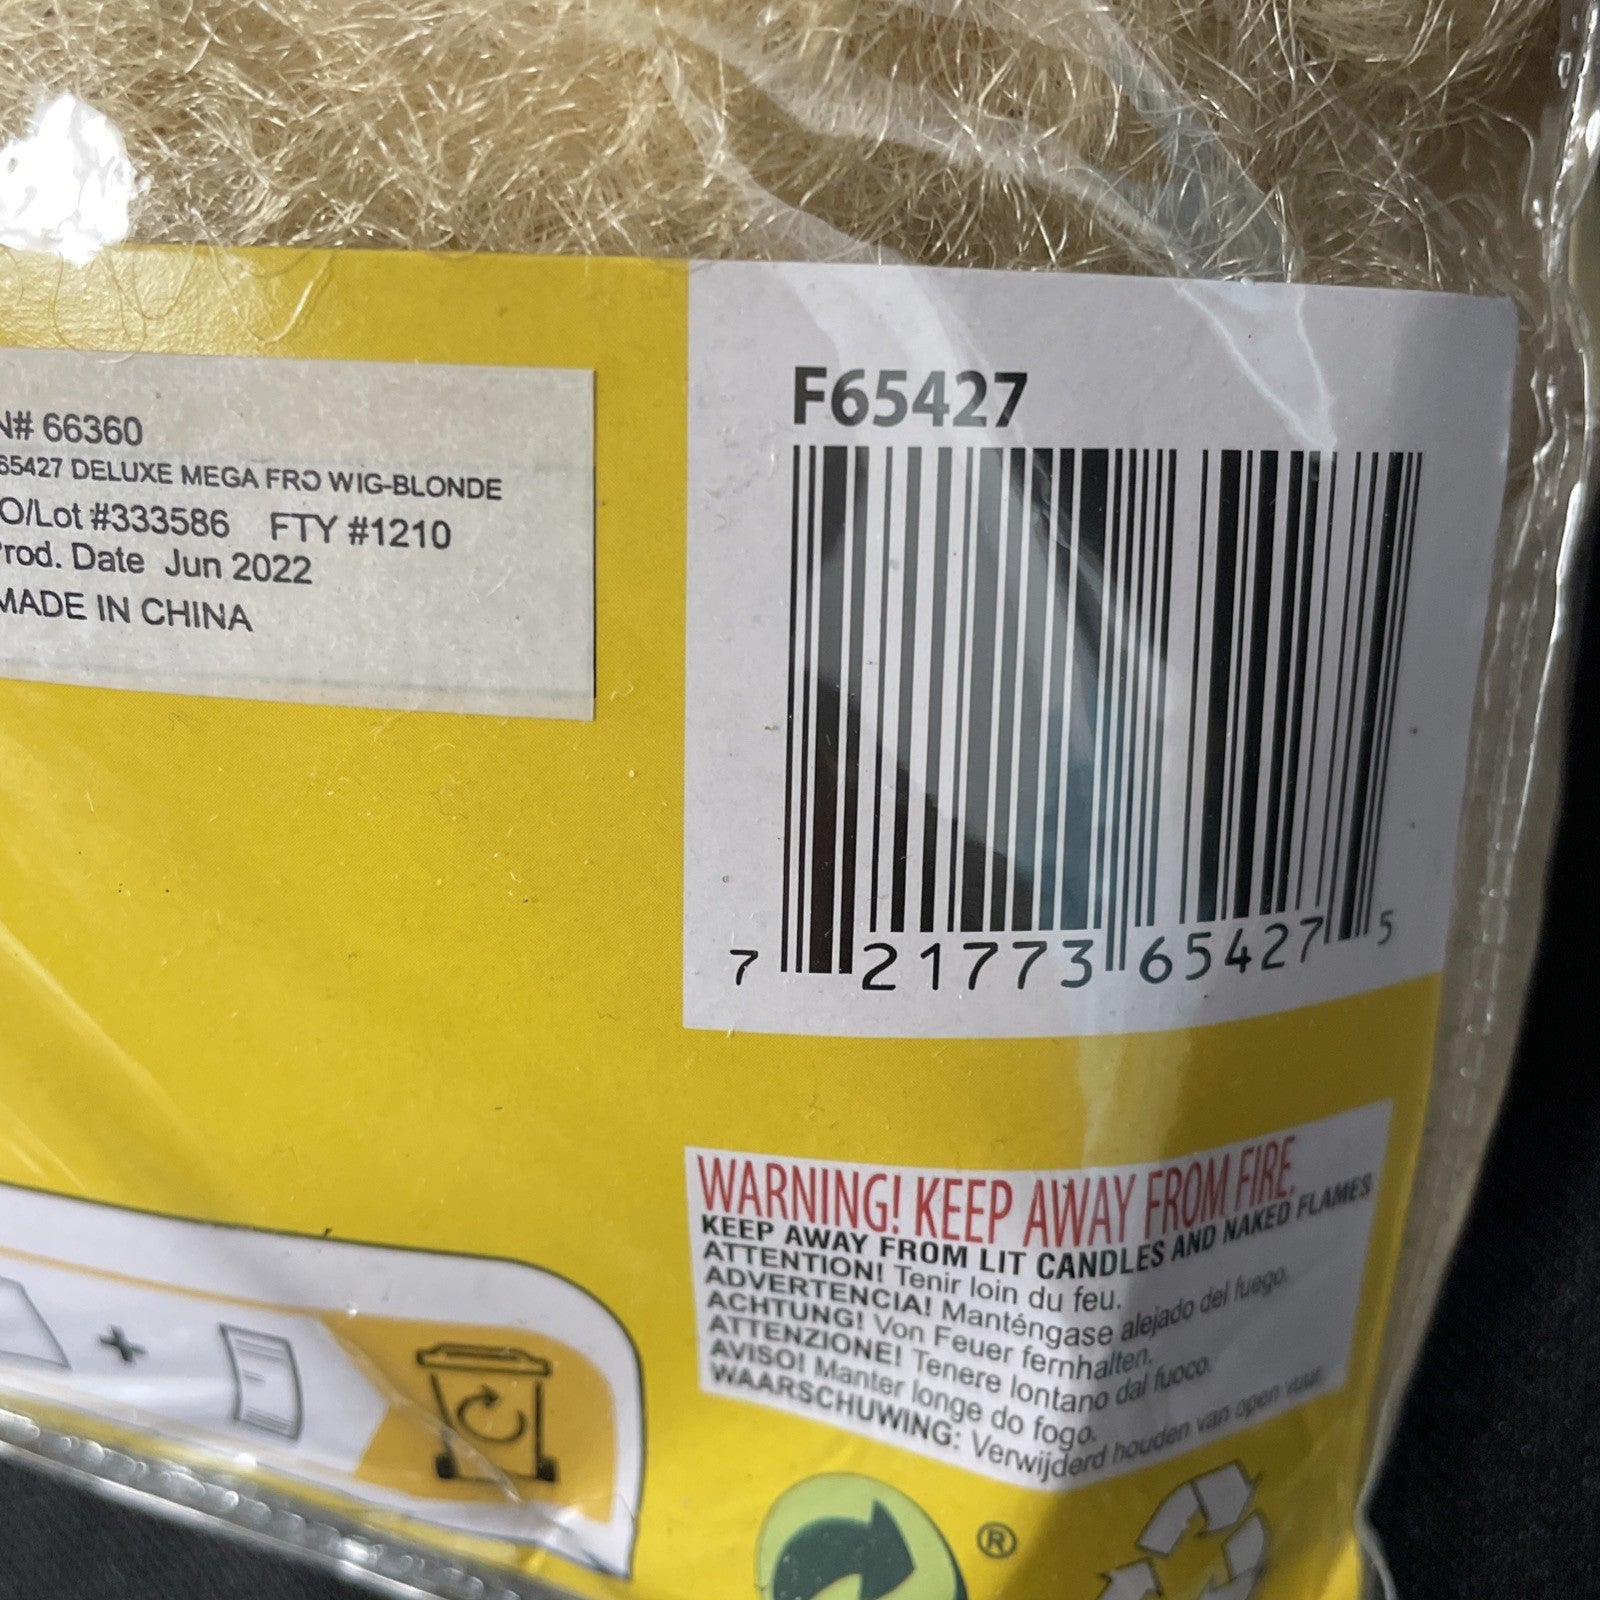 N# 66360
65427 DELUXE MEGA FRO WIG-BLONDE
O/Lot #333586 FTY #1210
Prod. Date Jun 2022
MADE IN CHINA
F65427
7 21773 65427 5
WARNING! KEEP AWAY FROM FIRE.
KEEP AWAY FROM LIT CANDLES AND NAKED FLAMES
ATTENTION! Tenir loin du feu.
ADVERTENCIA! Manténgase alejado del fuego.
ACHTUNG! Von Feuer fernhalten.
ATTENZIONE! Tenere lontano dal fuoco.
AVISO! Manter longe do fogo.
WAARSCHUWING: Verwijderd houden van open vuur.
+
®